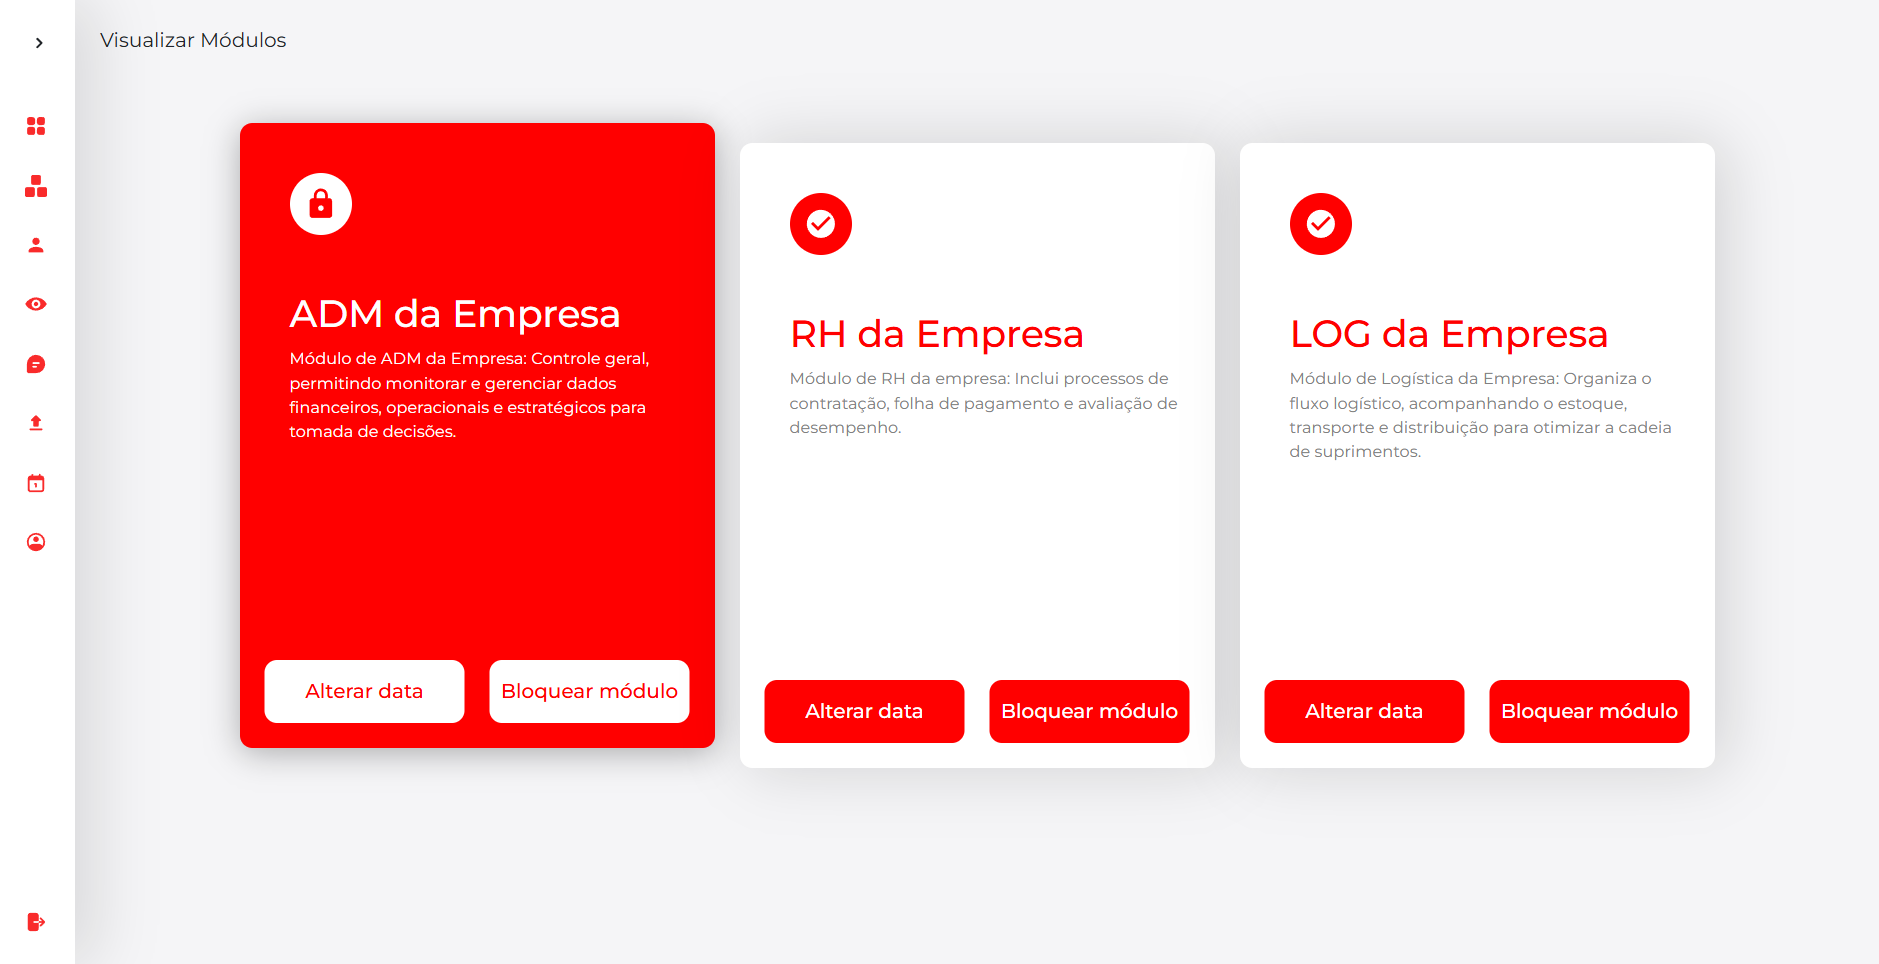 Visualizar Módulos
ADM da Empresa
Módulo de ADM da Empresa: Controle geral,
permitindo monitorar e gerenciar dados
financeiros, operacionais e estratégicos para
tomada de decisões.
Alterar data
Bloquear módulo
RH da Empresa
Módulo de RH da empresa: Inclui processos de
contratação, folha de pagamento e avaliação de
desempenho.
Alterar data
Bloquear módulo
LOG da Empresa
Módulo de Logística da Empresa: Organiza o
fluxo logístico, acompanhando o estoque,
transporte e distribuição para otimizar a cadeia
de suprimentos.
Alterar data
Bloquear módulo